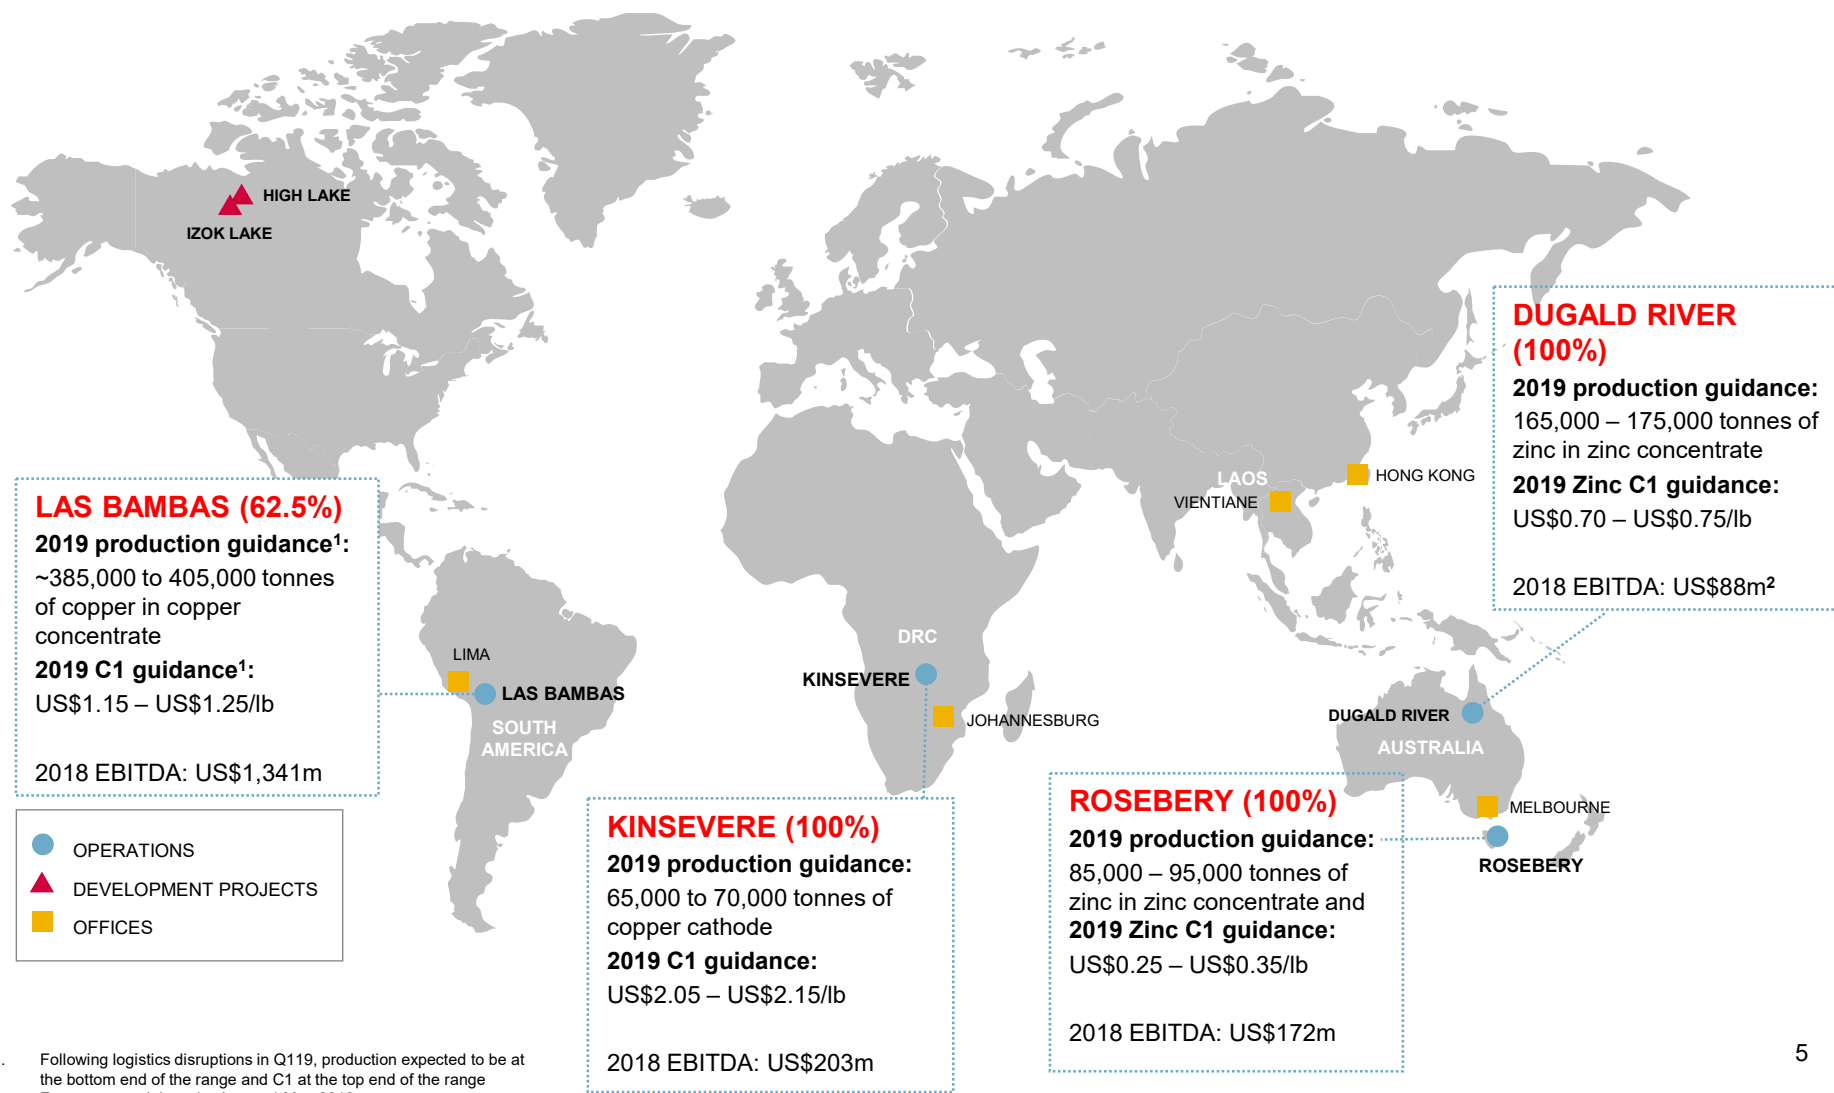 HIGH LAKE
IZOK LAKE
DUGALD RIVER
(100%)
2019 production guidance:
165,000 – 175,000 tonnes of
zinc in zinc concentrate
2019 Zinc C1 guidance:
US$0.70 – US$0.75/lb
2018 EBITDA: US$88m²
LAOS
VIENTIANE
HONG KONG
LAS BAMBAS (62.5%)
2019 production guidance¹:
~385,000 to 405,000 tonnes
of copper in copper
concentrate
2019 C1 guidance¹:
US$1.15 – US$1.25/lb
2018 EBITDA: US$1,341m
LIMA
LAS BAMBAS
SOUTH
AMERICA
DRC
KINSEVERE
JOHANNESBURG
DUGALD RIVER
AUSTRALIA
MELBOURNE
ROSEBERY
OPERATIONS
DEVELOPMENT PROJECTS
OFFICES
KINSEVERE (100%)
2019 production guidance:
65,000 to 70,000 tonnes of
copper cathode
2019 C1 guidance:
US$2.05 – US$2.15/lb
2018 EBITDA: US$203m
ROSEBERY (100%)
2019 production guidance:
85,000 – 95,000 tonnes of
zinc in zinc concentrate and
2019 Zinc C1 guidance:
US$0.25 – US$0.35/lb
2018 EBITDA: US$172m
Following logistics disruptions in Q119, production expected to be at
the bottom end of the range and C1 at the top end of the range
5